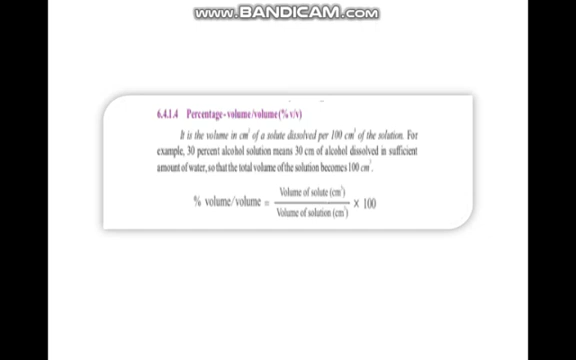 www.BANDICAM.com
6.4.1.4 Percentage - volume/volume (% v/v)
It is the volume in cm³ of a solute dissolved per 100 cm³ of the solution. For
example, 30 percent alcohol solution means 30 cm of alcohol dissolved in sufficient
amount of water, so that the total volume of the solution becomes 100 cm³.
% volume/volume = Volume of solute (cm³) / Volume of solution (cm³) × 100